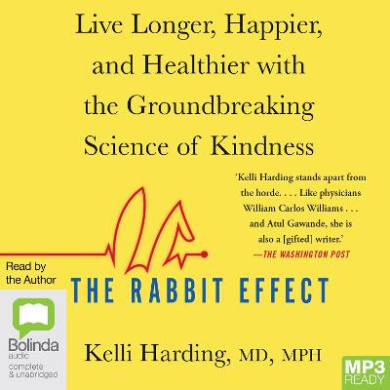 Live Longer, Happier,
and Healthier with
the Groundbreaking
Science of Kindness
‘Kelli Harding stands apart from
the horde. . . . Like physicians
William Carlos Williams . . .
and Atul Gawande, she is
also a [gifted] writer.’
—THE WASHINGTON POST
Read by
the Author
THE RABBIT EFFECT
Bolinda
audio
complete
& unabridged
Kelli Harding, MD, MPH
MP3
READY